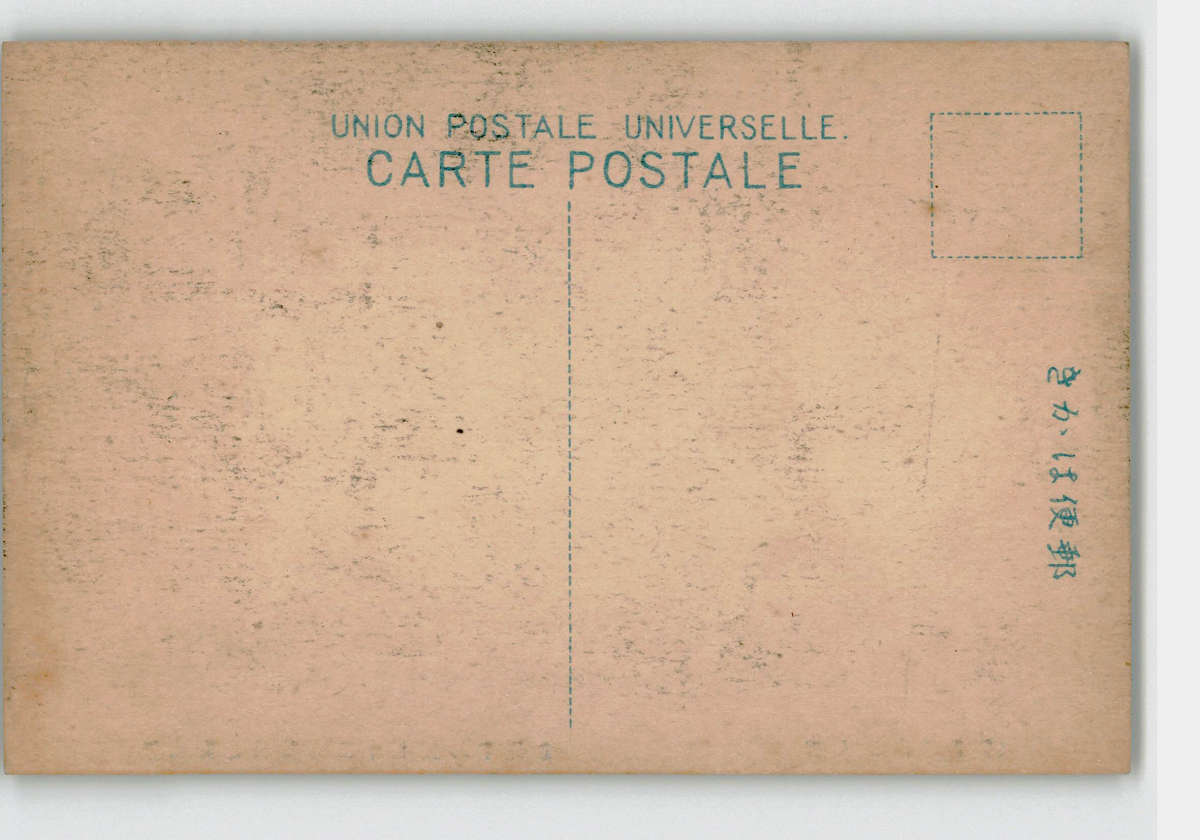 UNION POSTALE UNIVERSELLE.
CARTE POSTALE
郵便はかき